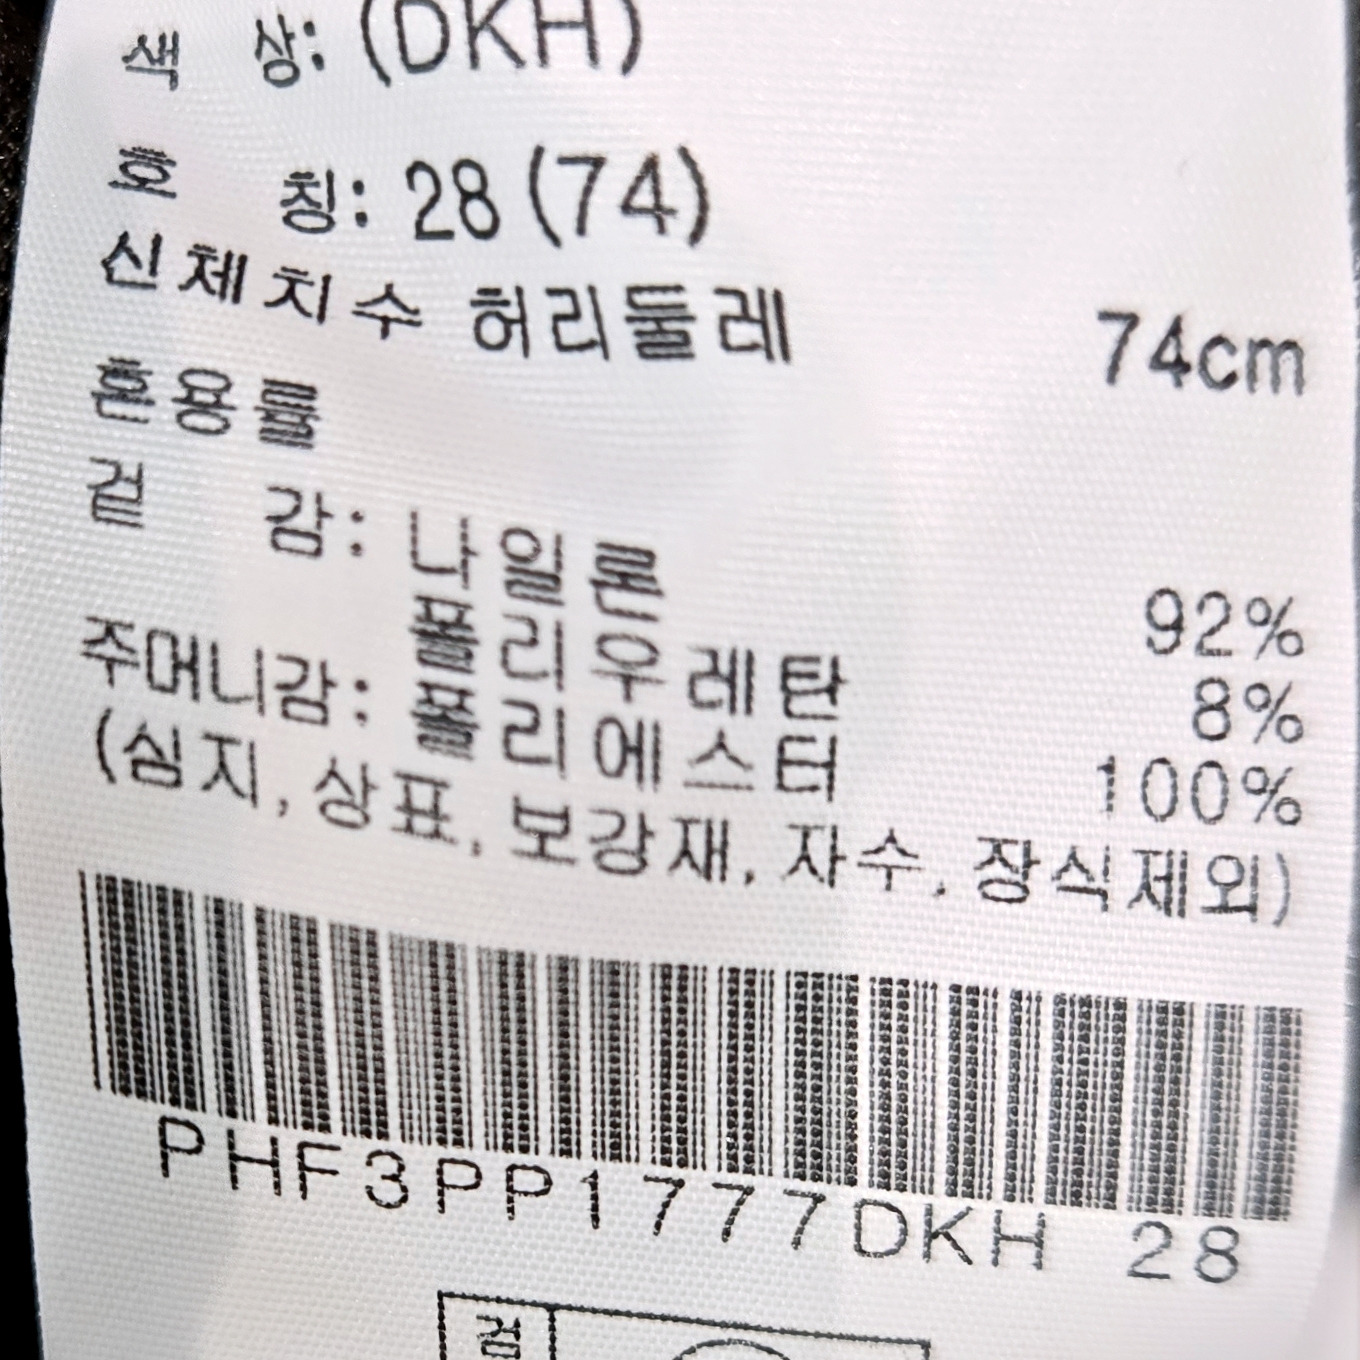 색 상: (DKH)
호 칭: 28 (74)
신체치수 허리둘레 74cm
혼용률
겉 감: 나일론 92%
폴리우레탄 8%
주머니감: 폴리에스터 100%
(심지, 상표, 보강재, 자수, 장식제외)
PHF3PP1777DKH 28